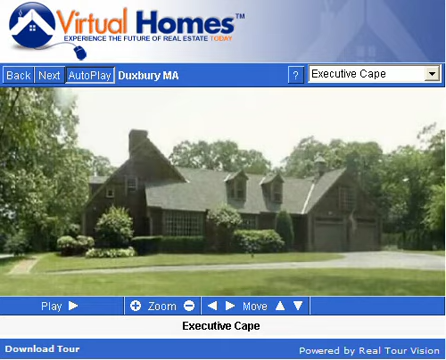 Virtual Homes™
EXPERIENCE THE FUTURE OF REAL ESTATE TODAY
Back Next AutoPlay Duxbury MA ? Executive Cape
Play Zoom Move
Executive Cape
Download Tour Powered by Real Tour Vision